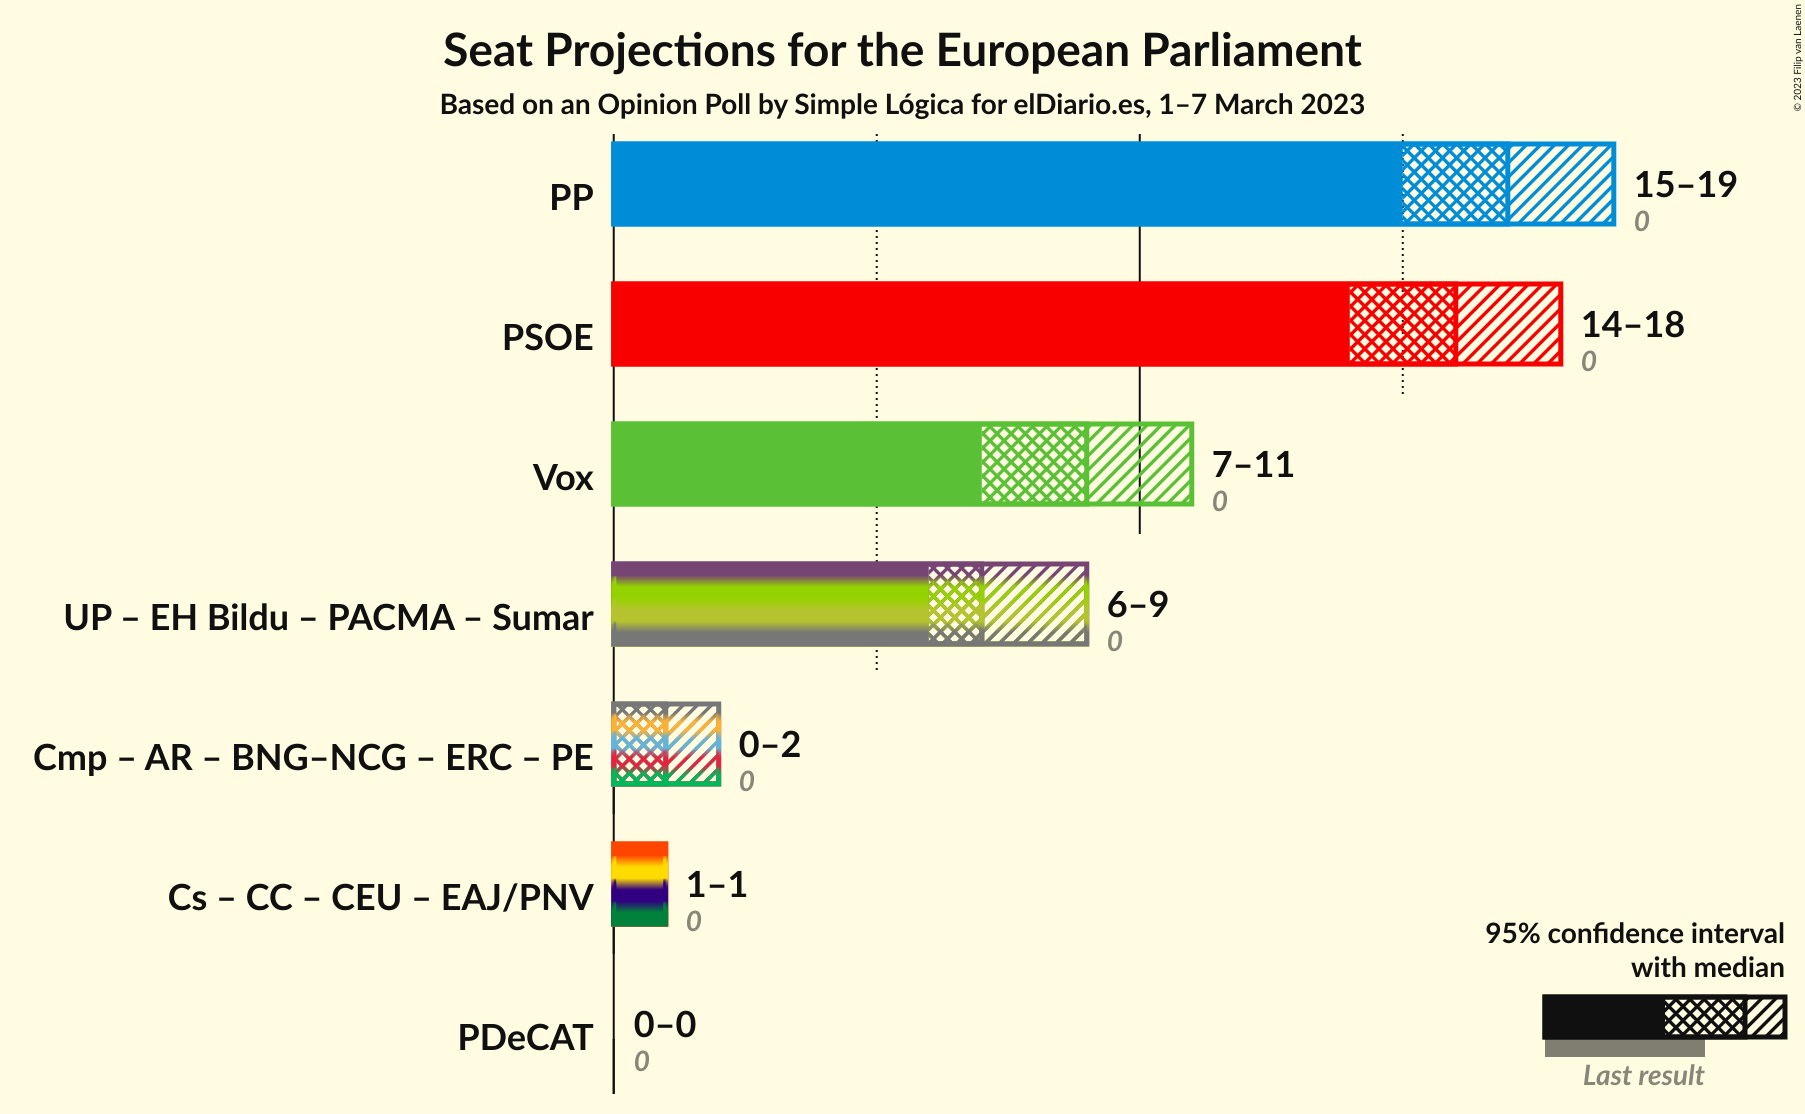 Seat Projections for the European Parliament
Based on an Opinion Poll by Simple Lógica for elDiario.es, 1–7 March 2023
© 2023 Filip van Laenen
PP
15–19
0
PSOE
14–18
0
Vox
7–11
0
UP – EH Bildu – PACMA – Sumar
6–9
0
Cmp – AR – BNG–NCG – ERC – PE
0–2
0
Cs – CC – CEU – EAJ/PNV
1–1
0
PDeCAT
0–0
0
95% confidence interval
with median
Last result